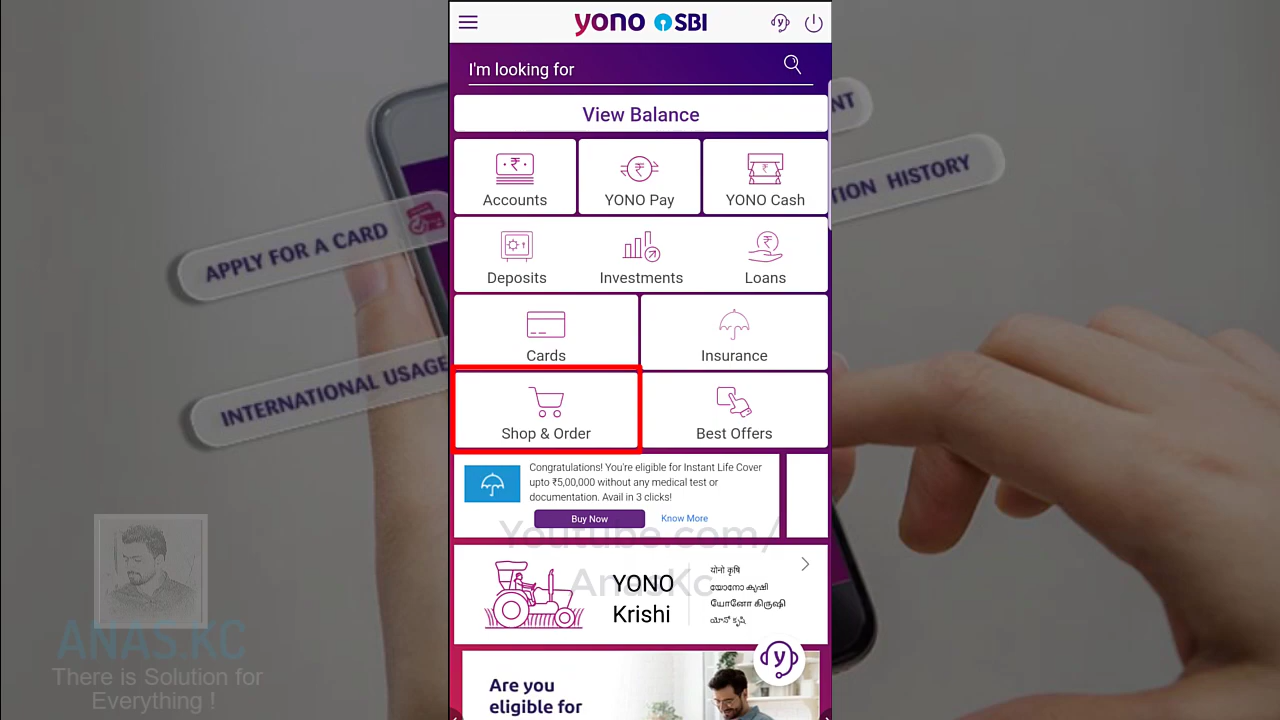 yono SBI
I'm looking for
View Balance
Accounts
YONO Pay
YONO Cash
Deposits
Investments
Loans
Cards
Insurance
Shop & Order
Best Offers
Congratulations! You're eligible for Instant Life Cover
upto ₹5,00,000 without any medical test or
documentation. Avail in 3 clicks!
Buy Now
Know More
Youtube.com/
AnasKc
YONO
Krishi
योनो कृषि
യോനോ കൃഷി
யோனோ கிருஷி
యోనో కృషి
Are you
eligible for
APPLY FOR A CARD
INTERNATIONAL USAGE
NT
TION HISTORY
ANAS.KC
There is Solution for
Everything !